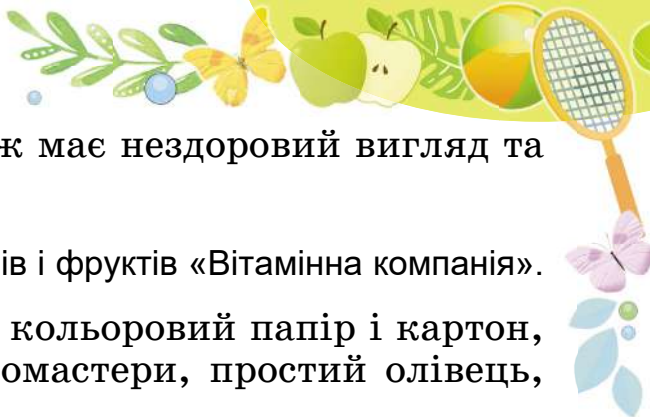 ж має нездоровий вигляд та
ів і фруктів «Вітамінна компанія».
кольоровий папір і картон,
омастери, простий олівець,